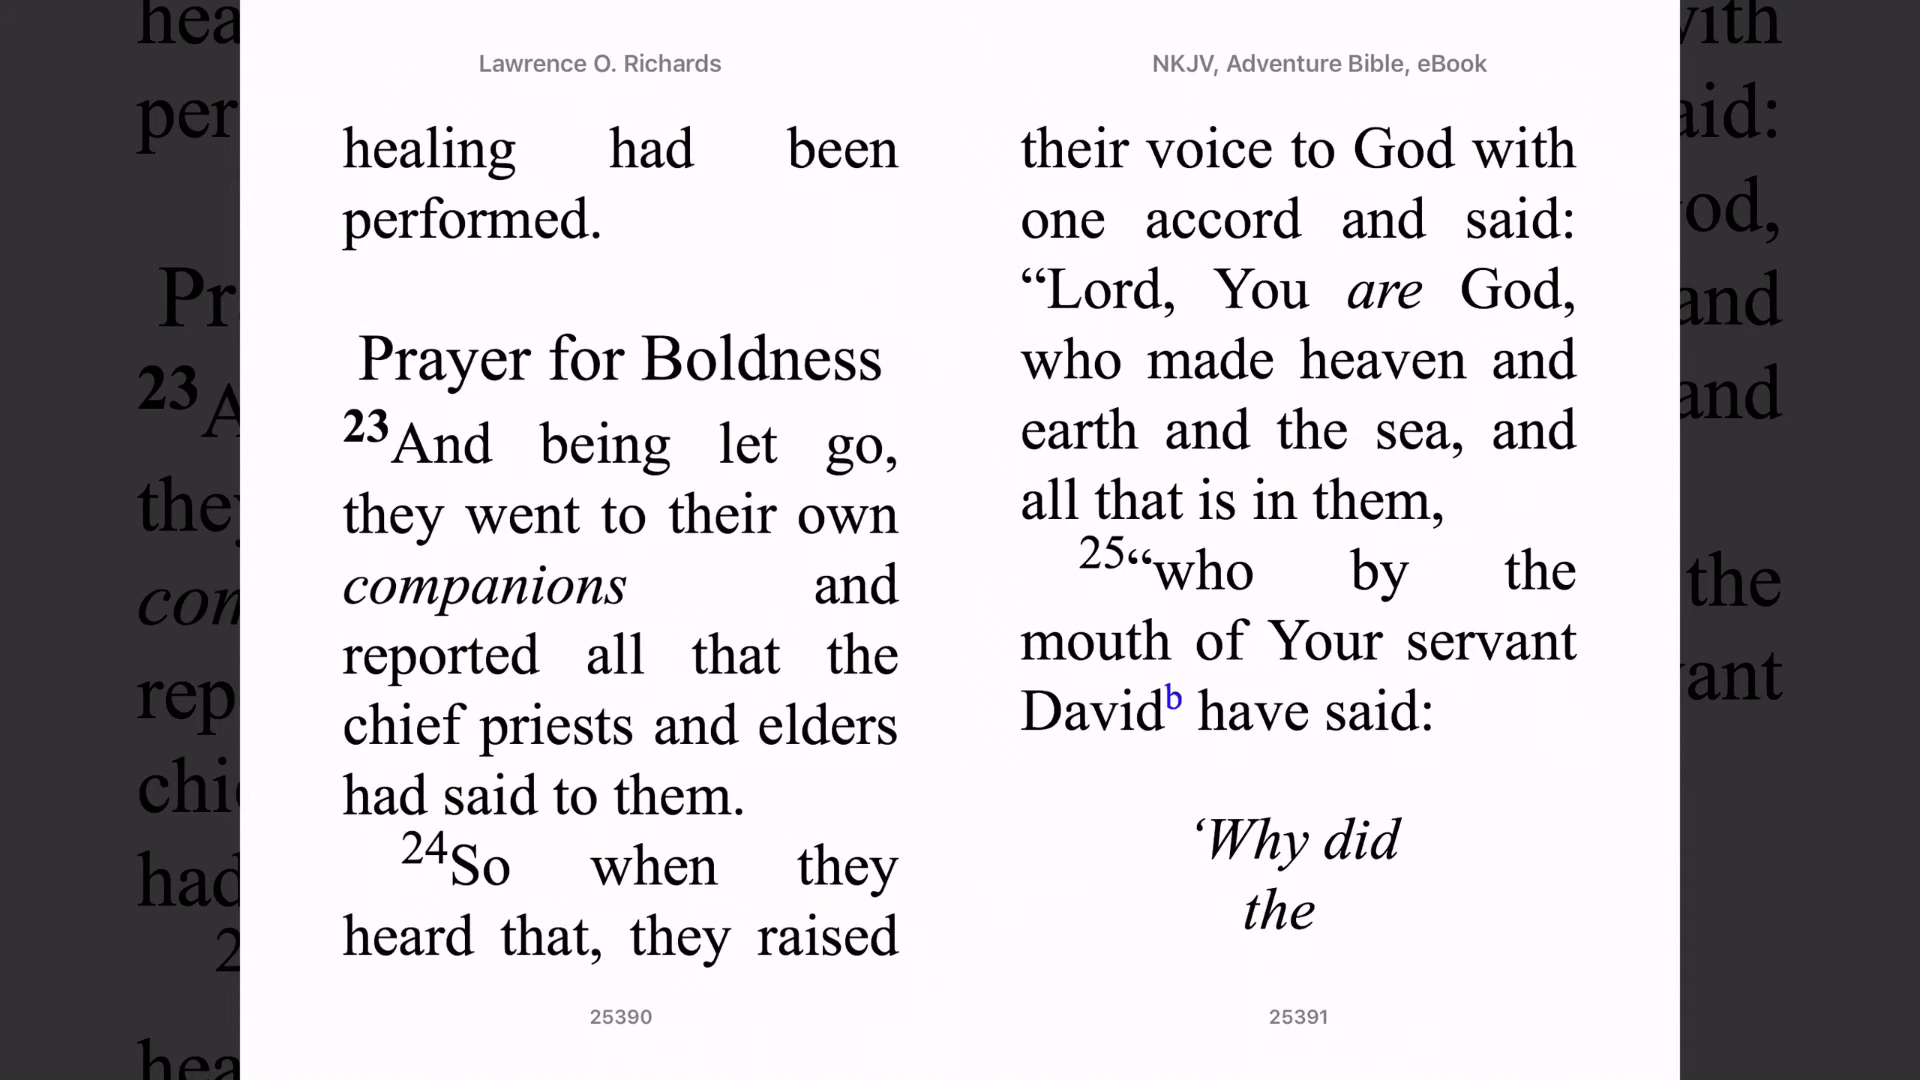 Lawrence O. Richards
healing had been
performed.
Prayer for Boldness
23And being let go,
they went to their own
companions and
reported all that the
chief priests and elders
had said to them.
24So when they
heard that, they raised
25390
NKJV, Adventure Bible, eBook
their voice to God with
one accord and said:
“Lord, You are God,
who made heaven and
earth and the sea, and
all that is in them,
25“who by the
mouth of Your servant
Davidb have said:
‘Why did
the
25391